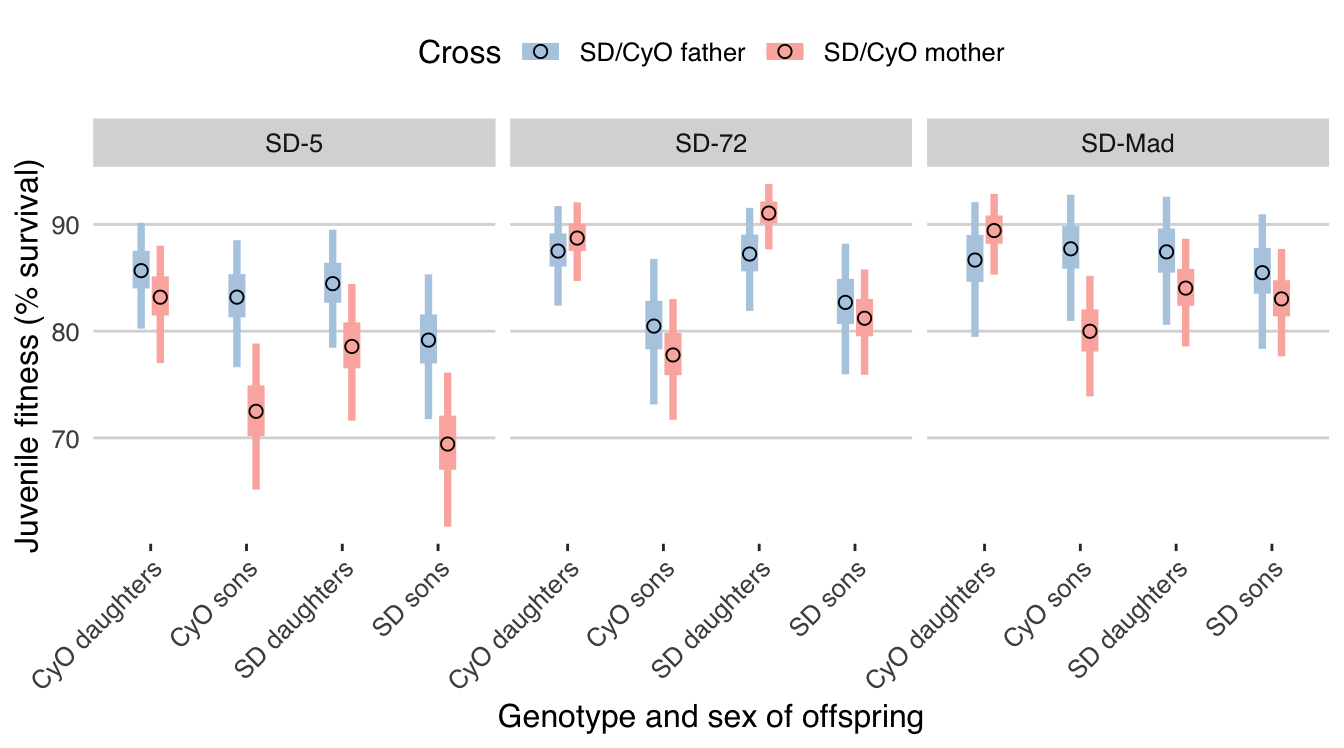 Cross SD/CyO father SD/CyO mother
SD-5 SD-72 SD-Mad
Juvenile fitness (% survival)
90
80
70
CyO daughters CyO sons SD daughters SD sons CyO daughters CyO sons SD daughters SD sons CyO daughters CyO sons SD daughters SD sons
Genotype and sex of offspring